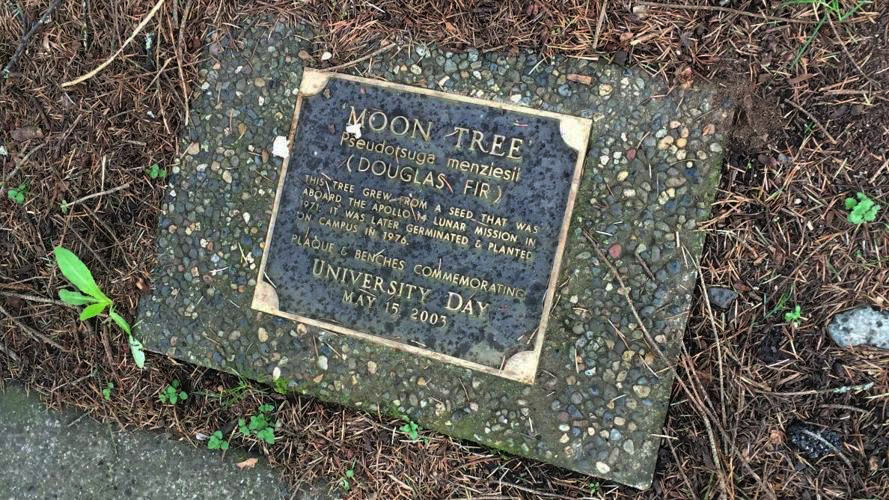 MOON TREE
Pseudotsuga menziesii
(DOUGLAS FIR)
THIS TREE GREW FROM A SEED THAT WAS
ABOARD THE APOLLO 14 LUNAR MISSION IN
1971. IT WAS LATER GERMINATED & PLANTED
ON CAMPUS IN 1976.
PLAQUE & BENCHES COMMEMORATING
UNIVERSITY DAY
MAY 15 2003